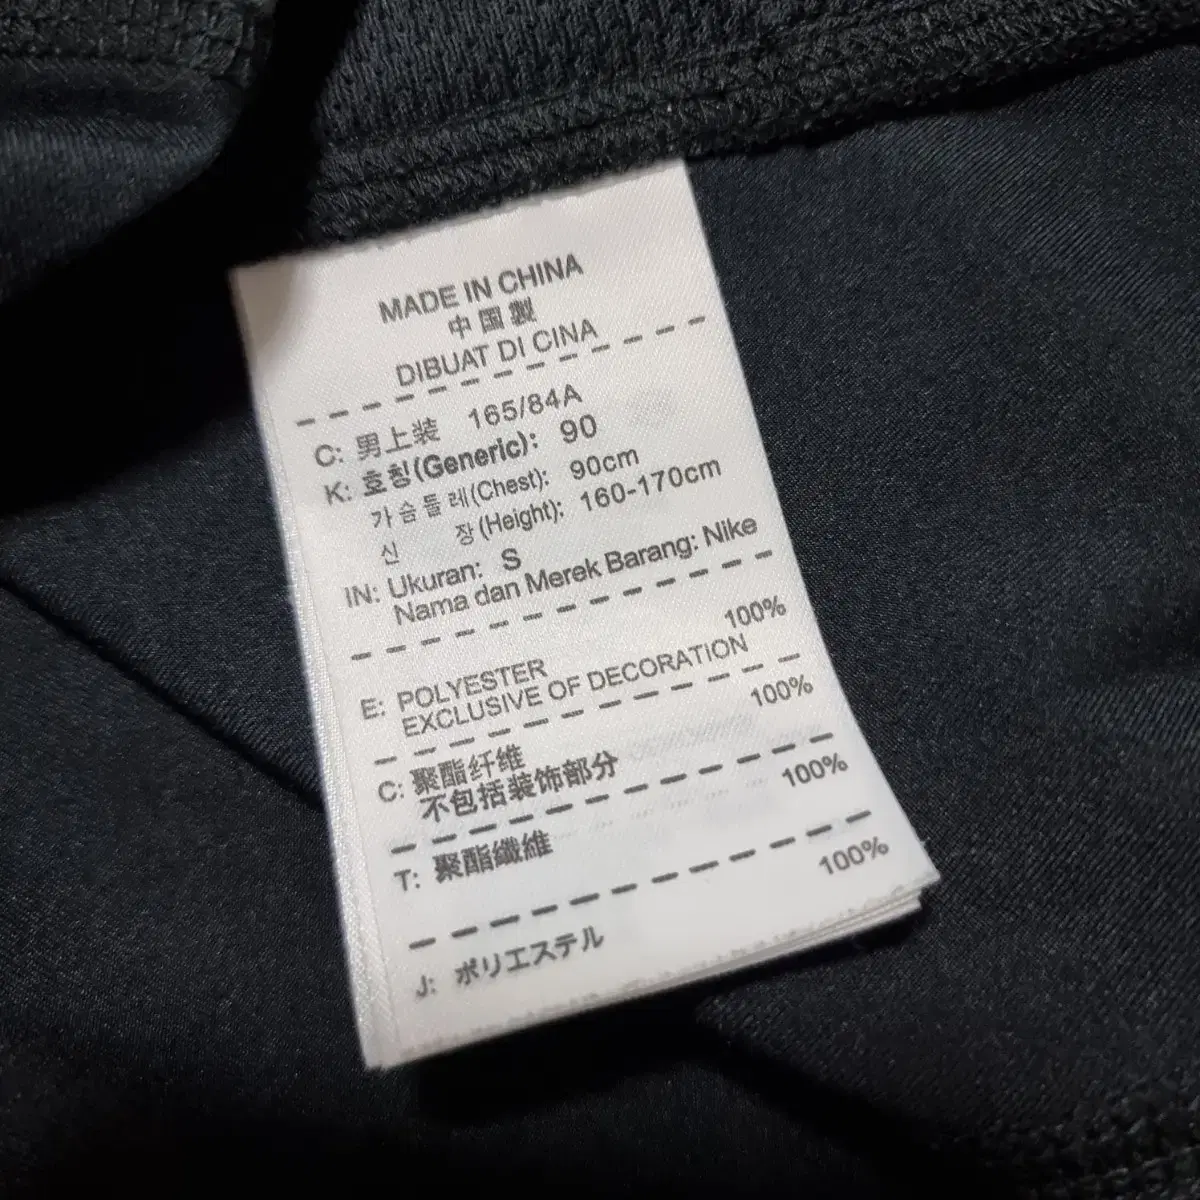 MADE IN CHINA
中国製
DIBUAT DI CINA
C: 男上装 165/84A
K: 호칭(Generic): 90
가슴둘레(Chest): 90cm
신 장(Height): 160-170cm
IN: Ukuran: S
Nama dan Merek Barang: Nike
E: POLYESTER 100%
EXCLUSIVE OF DECORATION
C: 聚酯纤维 100%
不包括装饰部分
T: 聚酯纖維 100%
J: ポリエステル 100%